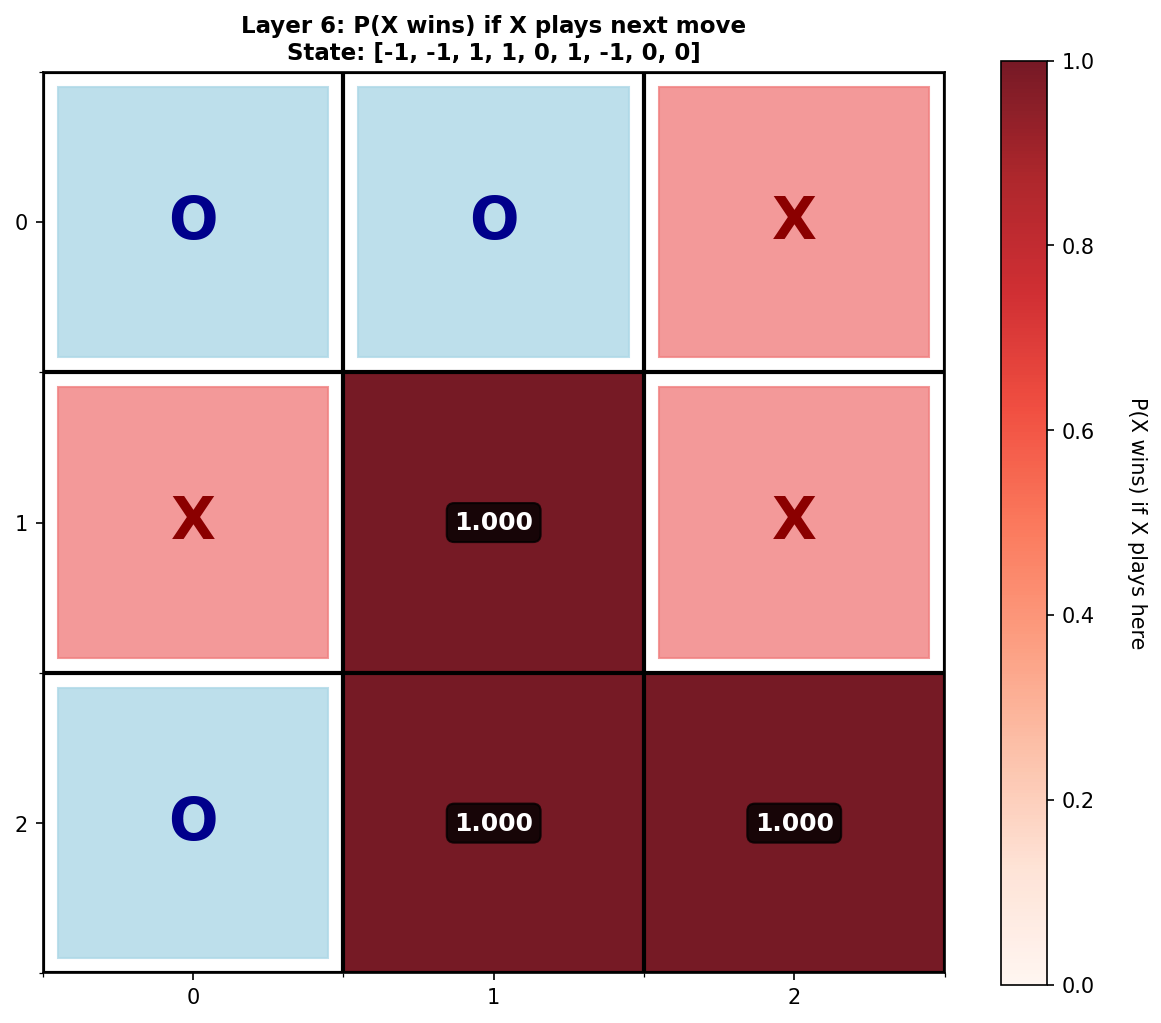 Layer 6: P(X wins) if X plays next move
State: [-1, -1, 1, 1, 0, 1, -1, 0, 0]
O O X
X 1.000 X
O 1.000 1.000
0
1
2
0 1 2
1.0
0.8
0.6
0.4
0.2
0.0
P(X wins) if X plays here